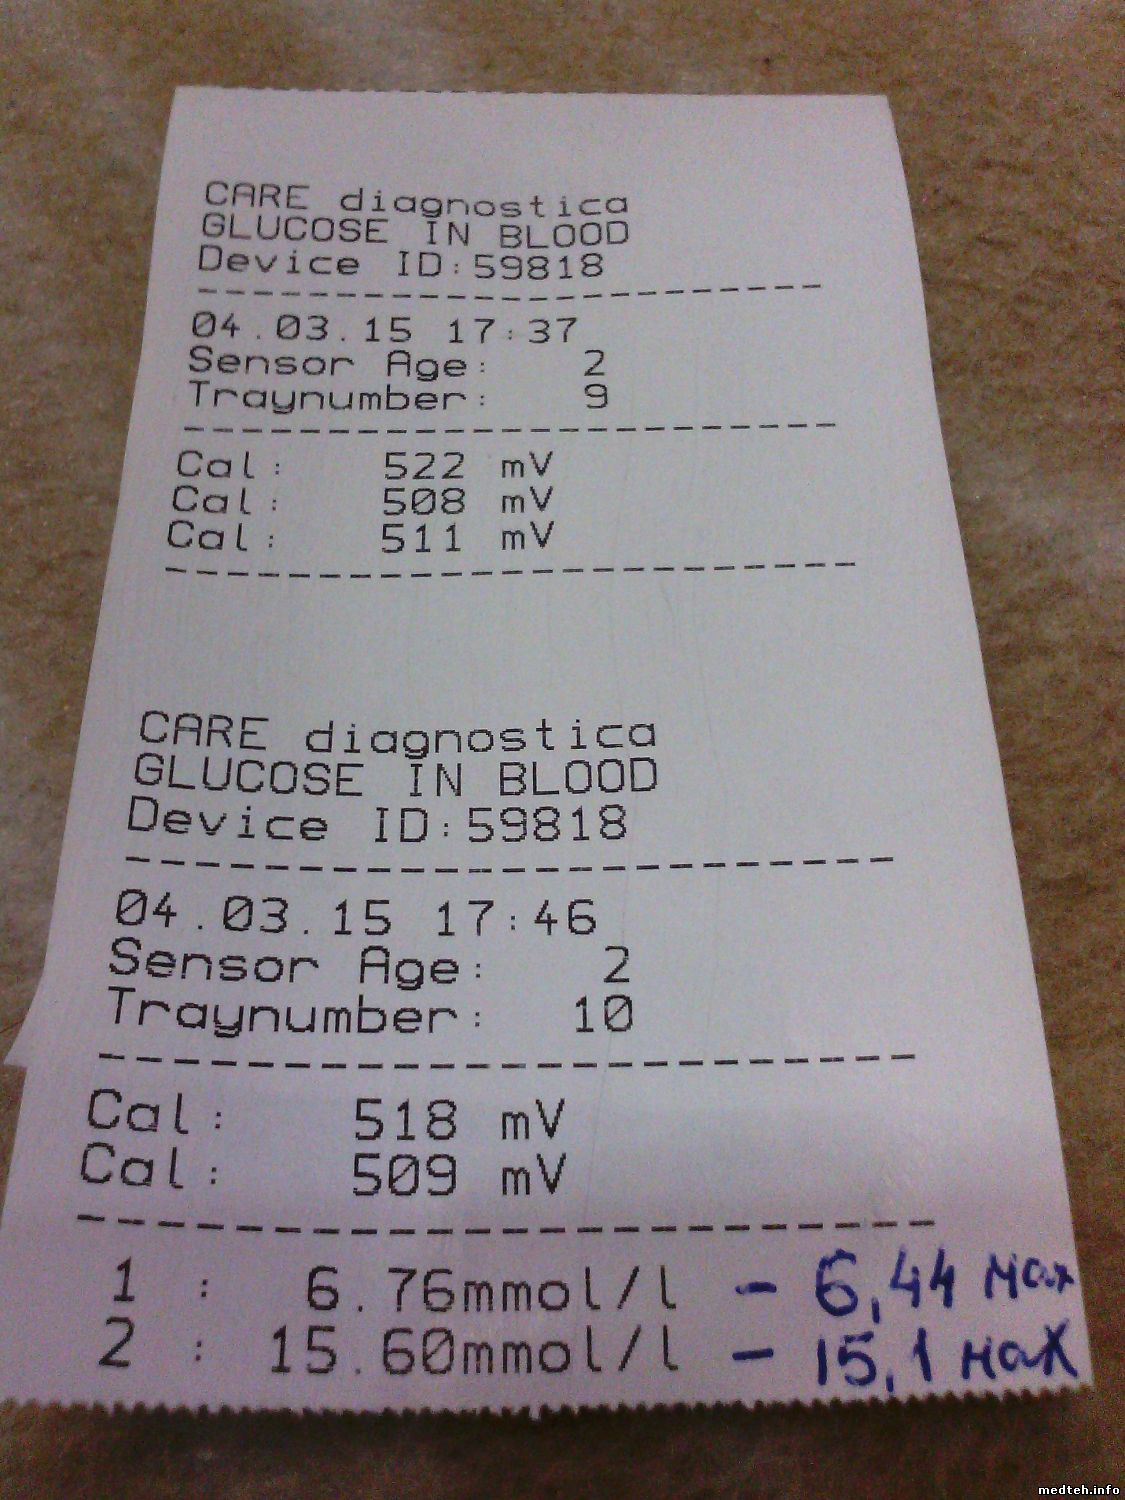 CARE diagnostica
GLUCOSE IN BLOOD
Device ID:59818
----------------------
04.03.15 17:37
Sensor Age: 2
Traynumber: 9
----------------------
Cal: 522 mV
Cal: 508 mV
Cal: 511 mV
----------------------
CARE diagnostica
GLUCOSE IN BLOOD
Device ID:59818
----------------------
04.03.15 17:46
Sensor Age: 2
Traynumber: 10
----------------------
Cal: 518 mV
Cal: 509 mV
----------------------
1 : 6.76mmol/l - 6,44 мах
2 : 15.60mmol/l - 15,1 мах
medteh.info